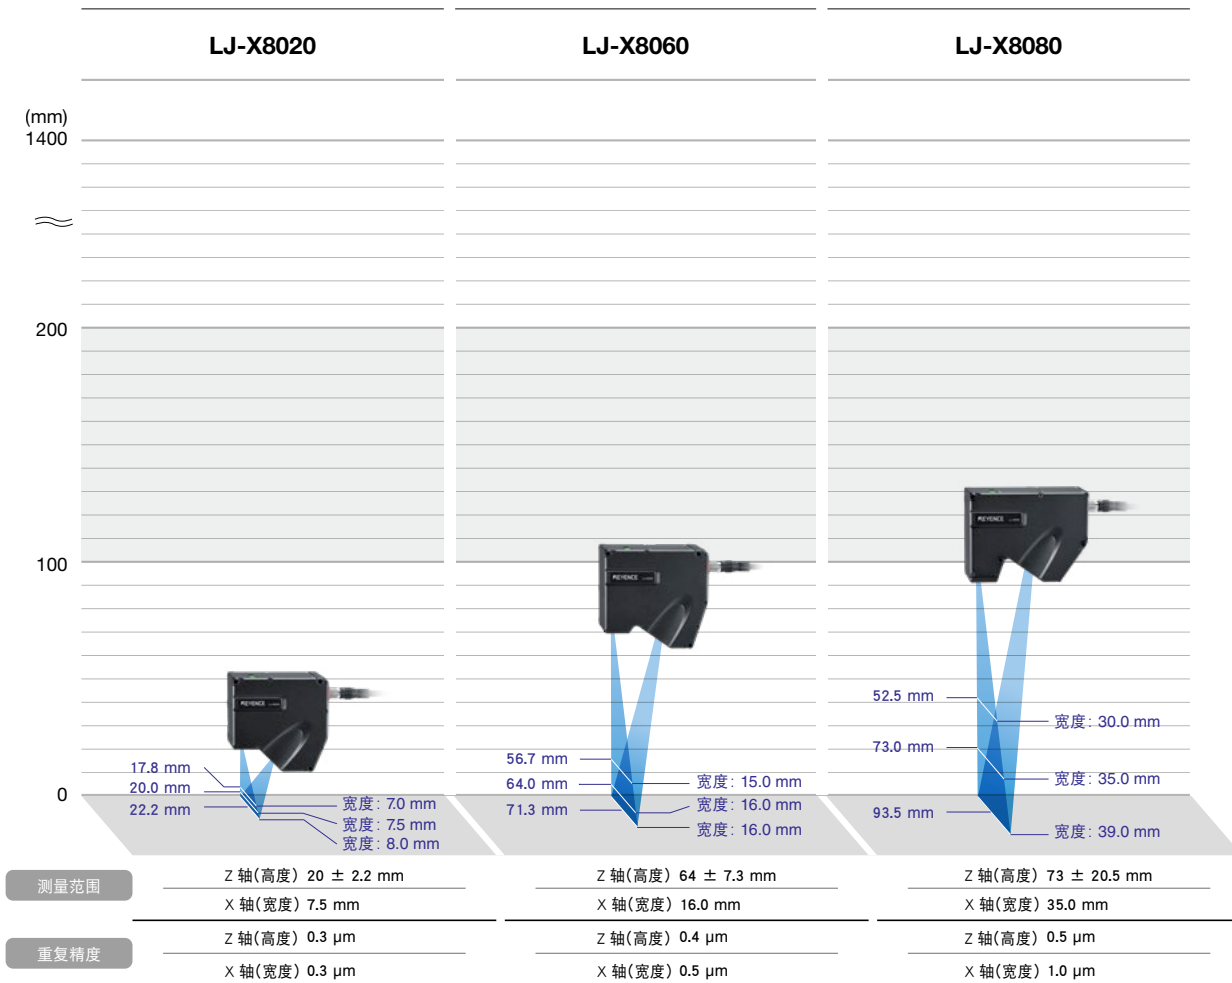 LJ-X8020
LJ-X8060
LJ-X8080
(mm)
1400
200
100
0
KEYENCE
17.8 mm
20.0 mm
22.2 mm
宽度: 7.0 mm
宽度: 7.5 mm
宽度: 8.0 mm
KEYENCE
56.7 mm
64.0 mm
71.3 mm
宽度: 15.0 mm
宽度: 16.0 mm
宽度: 16.0 mm
KEYENCE
52.5 mm
73.0 mm
93.5 mm
宽度: 30.0 mm
宽度: 35.0 mm
宽度: 39.0 mm
测量范围
Z 轴(高度) 20 ± 2.2 mm
Z 轴(高度) 64 ± 7.3 mm
Z 轴(高度) 73 ± 20.5 mm
X 轴(宽度) 7.5 mm
X 轴(宽度) 16.0 mm
X 轴(宽度) 35.0 mm
重复精度
Z 轴(高度) 0.3 μm
Z 轴(高度) 0.4 μm
Z 轴(高度) 0.5 μm
X 轴(宽度) 0.3 μm
X 轴(宽度) 0.5 μm
X 轴(宽度) 1.0 μm